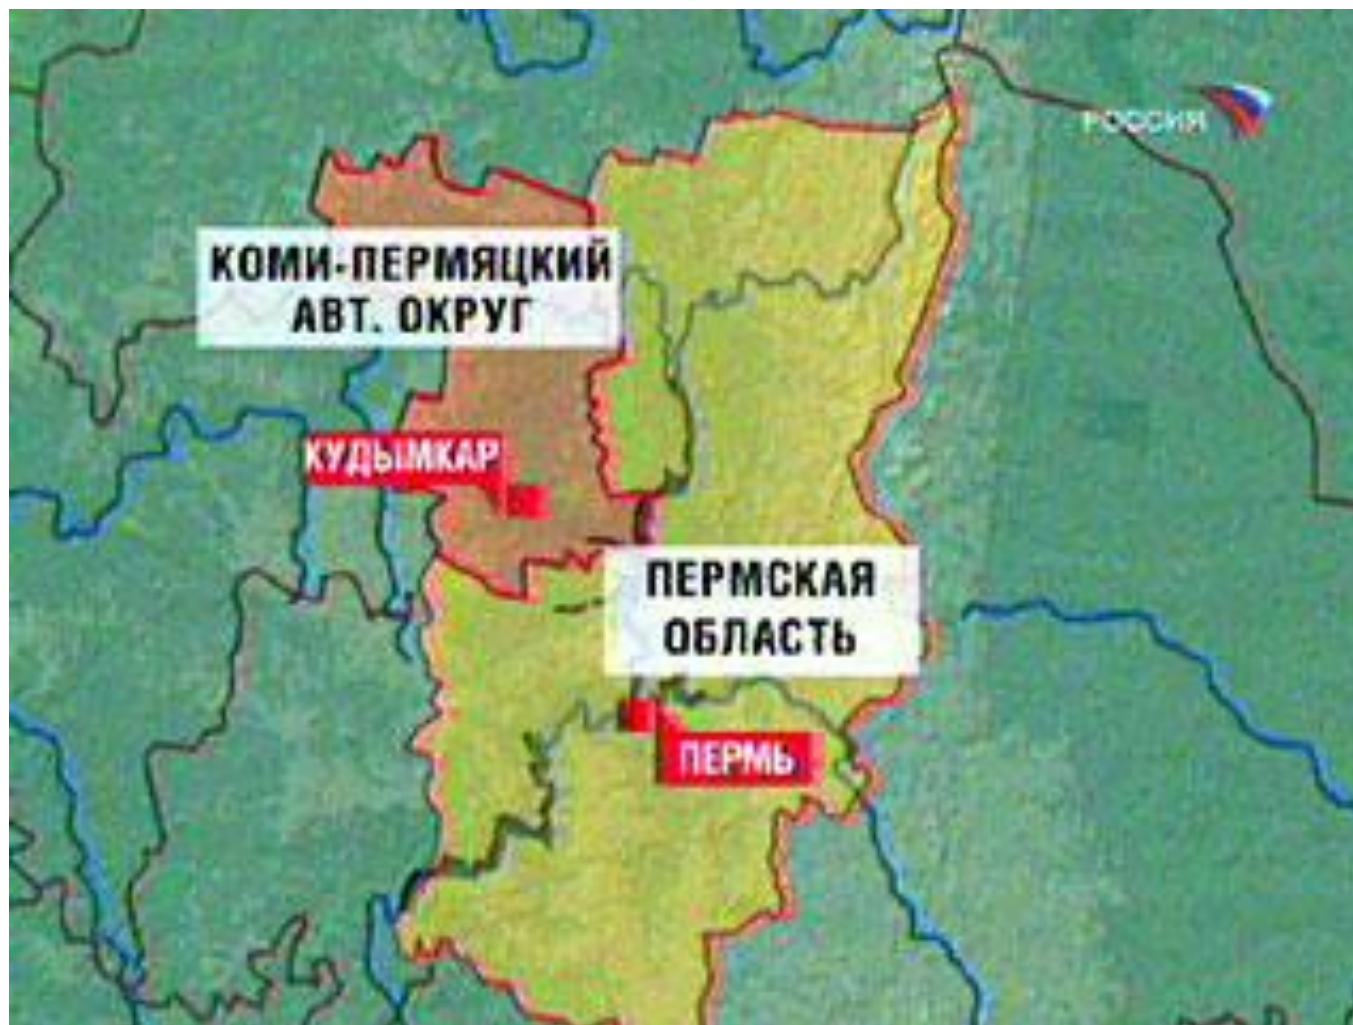 РОССИЯ
КОМИ-ПЕРМЯЦКИЙ
АВТ. ОКРУГ
КУДЫМКАР
ПЕРМСКАЯ
ОБЛАСТЬ
ПЕРМЬ